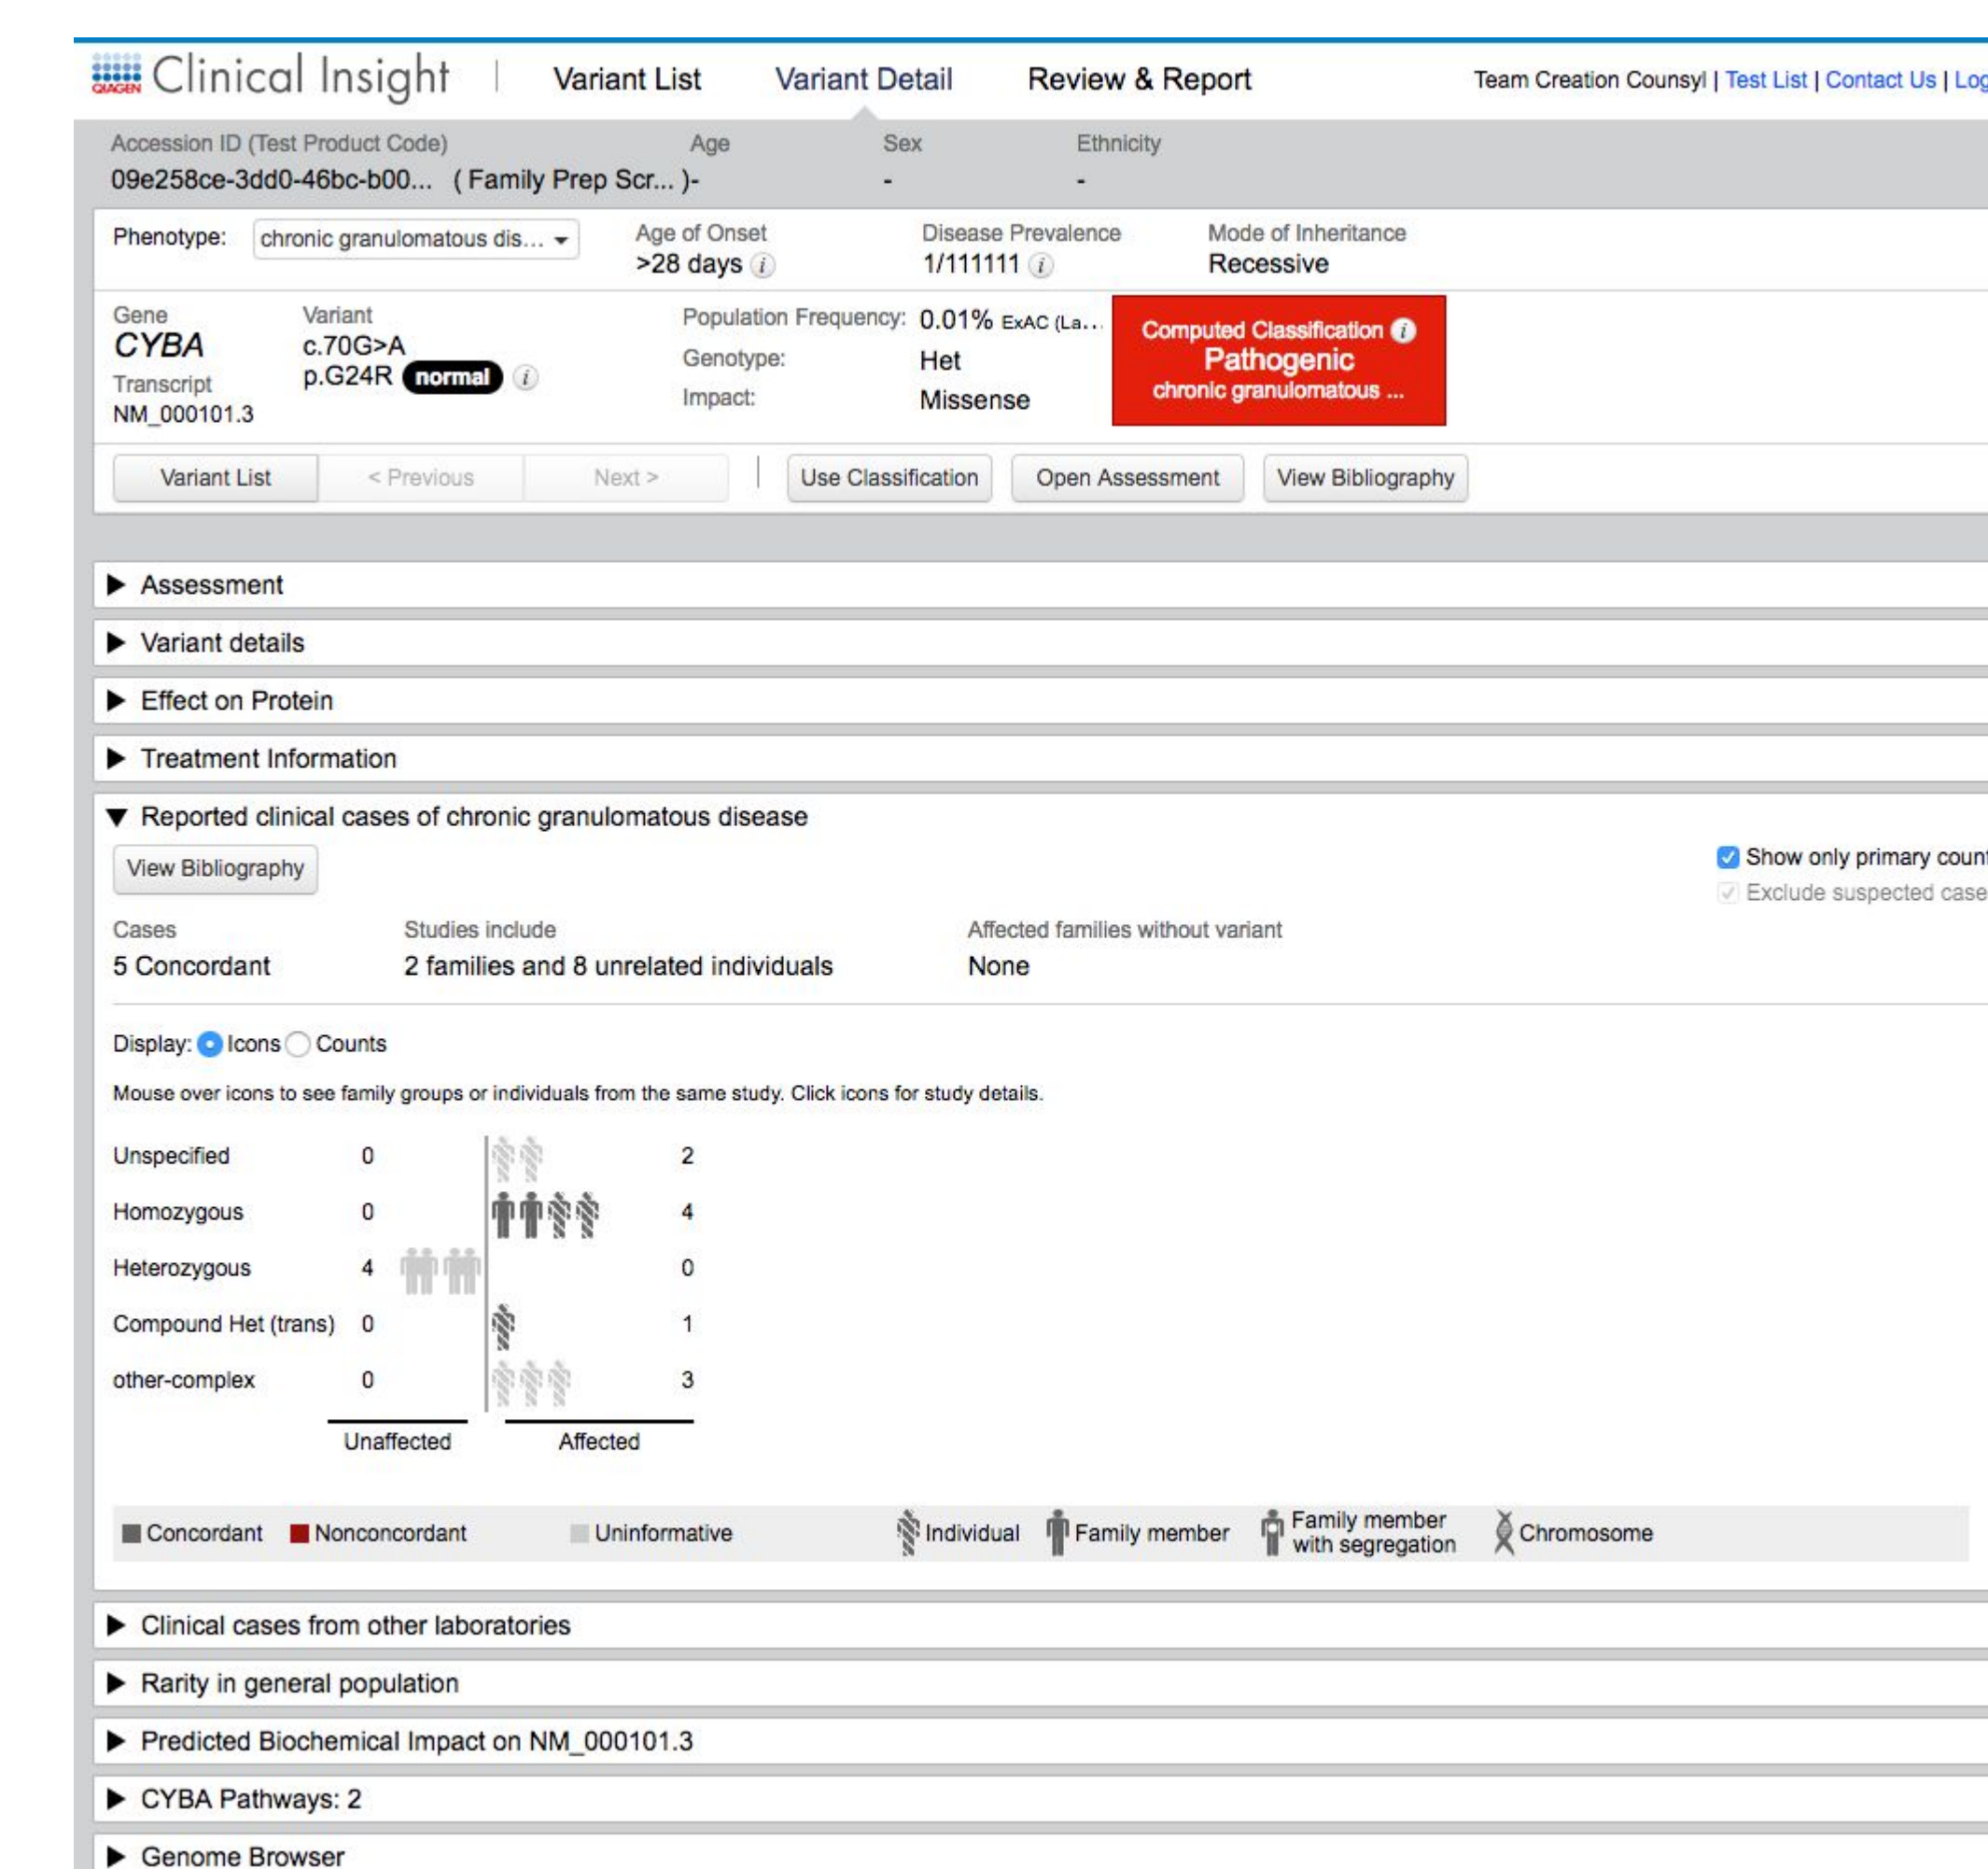 QIAGEN Clinical Insight | Variant List Variant Detail Review & Report Team Creation Counsyl | Test List | Contact Us | Log
Accession ID (Test Product Code) Age Sex Ethnicity
09e258ce-3dd0-46bc-b00... ( Family Prep Scr... )- - -
Phenotype: chronic granulomatous dis... Age of Onset Disease Prevalence Mode of Inheritance
>28 days i 1/111111 i Recessive
Gene Variant Population Frequency: 0.01% ExAC (La... Computed Classification i
CYBA c.70G>A Genotype: Het Pathogenic
Transcript p.G24R normal i Impact: Missense chronic granulomatous ...
NM_000101.3
Variant List < Previous Next > | Use Classification Open Assessment View Bibliography
Assessment
Variant details
Effect on Protein
Treatment Information
Reported clinical cases of chronic granulomatous disease
View Bibliography Show only primary count
Exclude suspected case
Cases Studies include Affected families without variant
5 Concordant 2 families and 8 unrelated individuals None
Display: Icons Counts
Mouse over icons to see family groups or individuals from the same study. Click icons for study details.
Unspecified 0 2
Homozygous 0 4
Heterozygous 4 0
Compound Het (trans) 0 1
other-complex 0 3
Unaffected Affected
Concordant Nonconcordant Uninformative Individual Family member Family member with segregation Chromosome
Clinical cases from other laboratories
Rarity in general population
Predicted Biochemical Impact on NM_000101.3
CYBA Pathways: 2
Genome Browser